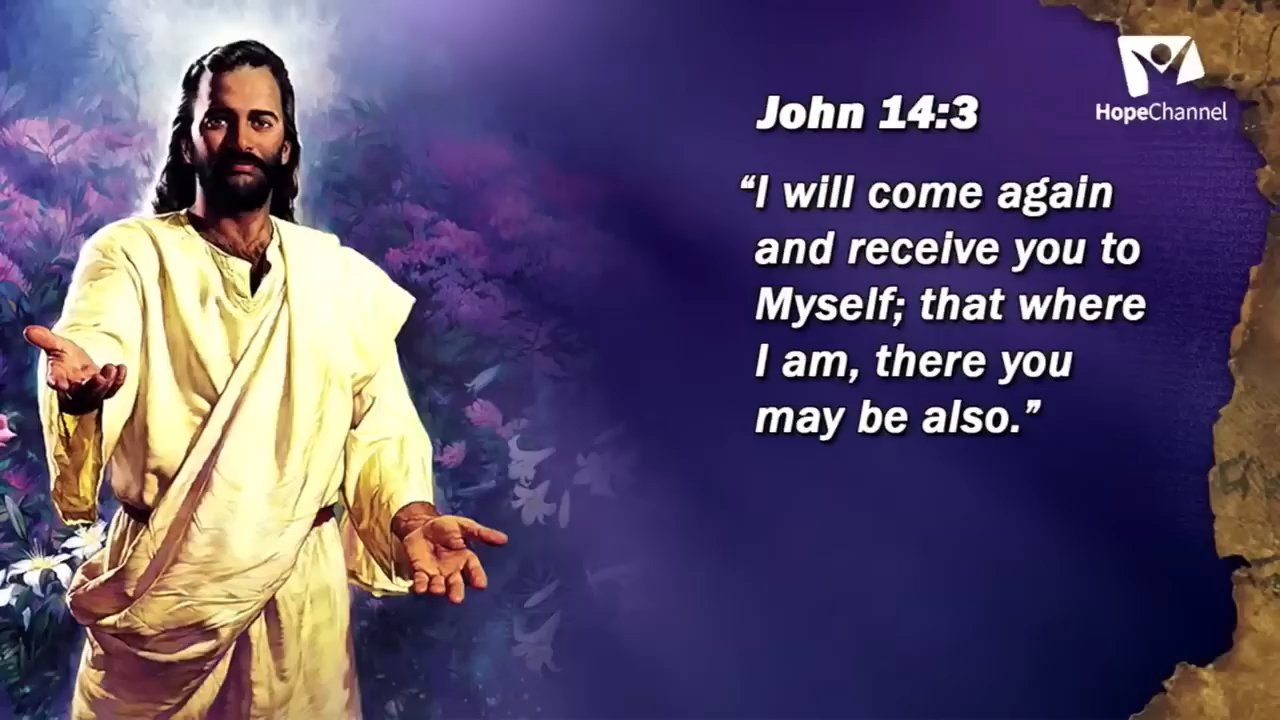 HopeChannel
John 14:3
“I will come again
and receive you to
Myself; that where
I am, there you
may be also.”